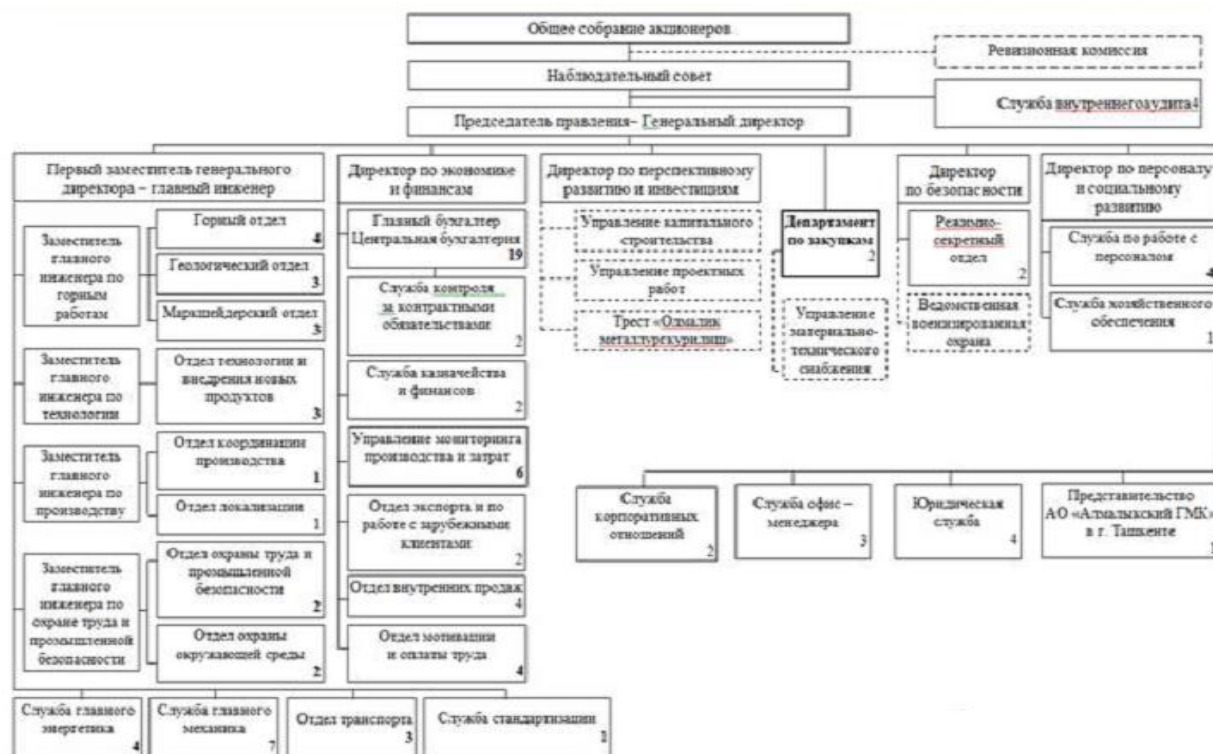 Общее собрание акционеров
Ревизионная комиссия
Наблюдательный совет
Служба внутреннегоаудита4
Председатель правления– Генеральный директор
Первый заместитель генерального
директора – главный инженер
Директор по экономике
и финансам
Директор по перспективному
развитию и инвестициям
Директор
по безопасности
Директор по персоналу
и социальному
развитию
Заместитель
главного
инженера по
горным
работам
Горный отдел
4
Геологический отдел
3
Маркшейдерский отдел
3
Заместитель
главного
инженера по
технологии
Отдел технологии и
внедрения новых
продуктов
3
Заместитель
главного
инженера по
производству
Отдел координации
производства
1
Отдел локализации
1
Заместитель
главного
инженера по
охране труда и
промышленной
безопасности
Отдел охраны труда и
промышленной
безопасности
2
Отдел охраны
окружающей среды
2
Главный бухгалтер
Центральная бухгалтерия
19
Служба контроля
за контрактными
обязательствами
2
Служба казначейства
и финансов
2
Управление мониторинга
производства и затрат
6
Отдел экспорта и по
работе с зарубежными
клиентами
2
Отдел внутренних продаж
4
Отдел мотивации
и оплаты труда
4
Управление капитального
строительства
Управление проектных
работ
Трест «Олмалик
металлургкурилиш»
Департамент
по закупкам
2
Управление
материально-
технического
снабжения
Режимно-
секретный
отдел
2
Ведомственная
военизированная
охрана
Служба по работе с
персоналом
4
Служба хозяйственного
обеспечения
1
Служба
корпоративных
отношений
2
Служба офис –
менеджера
3
Юридическая
служба
4
Представительство
АО «Алмалыкский ГМК»
в г. Ташкенте
Служба главного
энергетика
4
Служба главного
механика
7
Отдел транспорта
3
Служба стандартизации
1